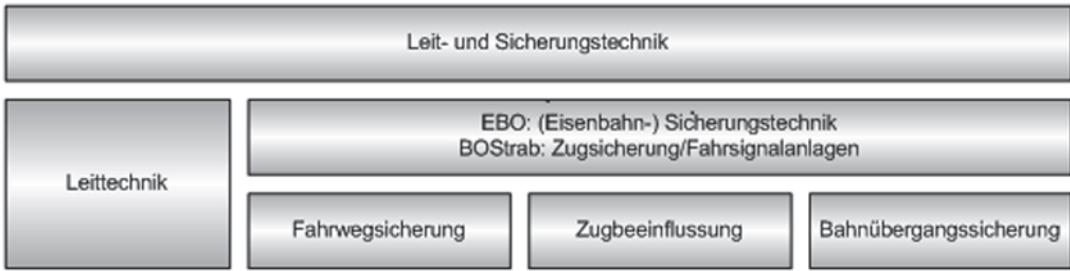 Leit- und Sicherungstechnik
EBO: (Eisenbahn-) Sicherungstechnik
BOStrab: Zugsicherung/Fahrsignalanlagen
Leittechnik
Fahrwegsicherung
Zugbeeinflussung
Bahnübergangssicherung